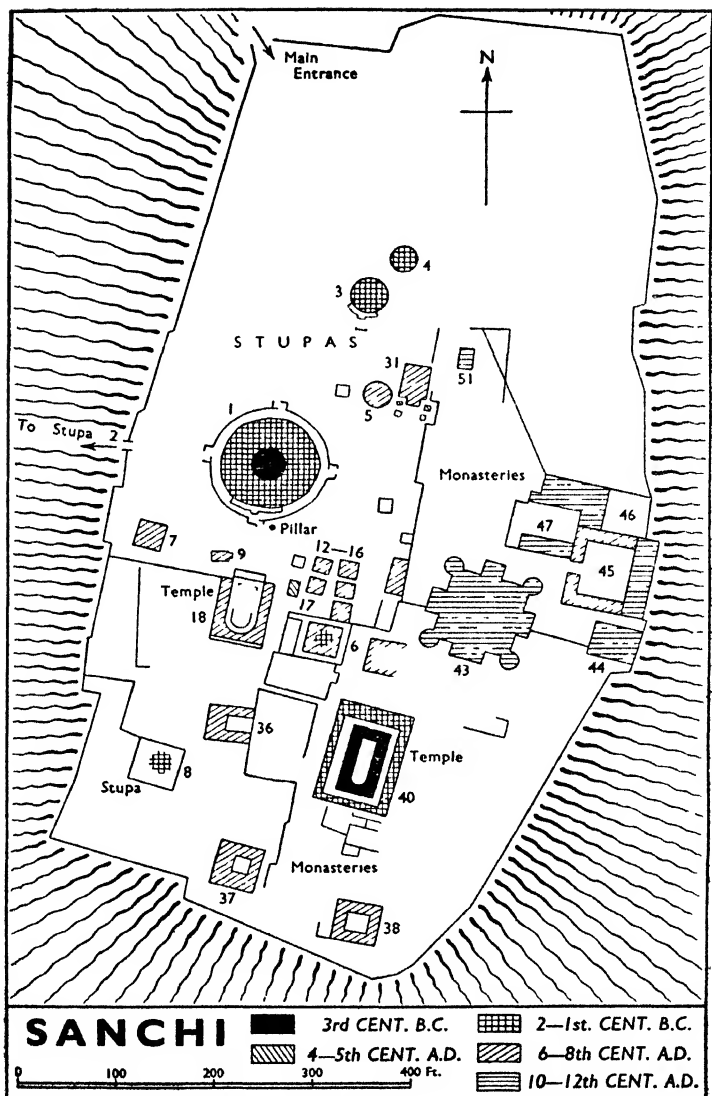 Main
Entrance
N
4
3
STUPAS
31
51
5
1
To Stupa 2
Monasteries
Pillar
46
47
7
9
12—16
45
Temple
17
18
6
43
44
36
Temple
8
Stupa
40
Monasteries
37
38
SANCHI
3rd CENT. B.C.
2—1st. CENT. B.C.
4—5th CENT. A.D.
6—8th CENT. A.D.
10—12th CENT. A.D.
0 100 200 300 400 Ft.